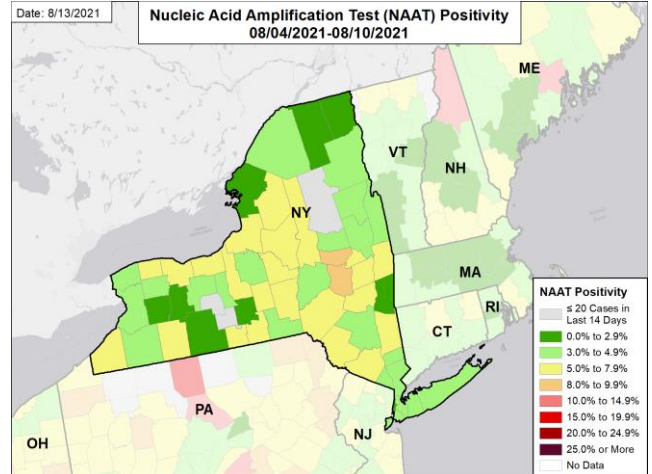 Date: 8/13/2021
Nucleic Acid Amplification Test (NAAT) Positivity
08/04/2021-08/10/2021
ME
VT
NH
NY
MA
CT
RI
PA
NJ
OH
NAAT Positivity
≤ 20 Cases in
Last 14 Days
0.0% to 2.9%
3.0% to 4.9%
5.0% to 7.9%
8.0% to 9.9%
10.0% to 14.9%
15.0% to 19.9%
20.0% to 24.9%
25.0% or More
No Data